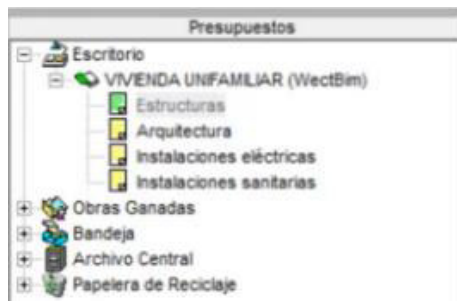 Presupuestos
Escritorio
VIVIENDA UNIFAMILIAR (WectBim)
Estructuras
Arquitectura
Instalaciones eléctricas
Instalaciones sanitarias
Obras Ganadas
Bandeja
Archivo Central
Papelera de Reciclaje